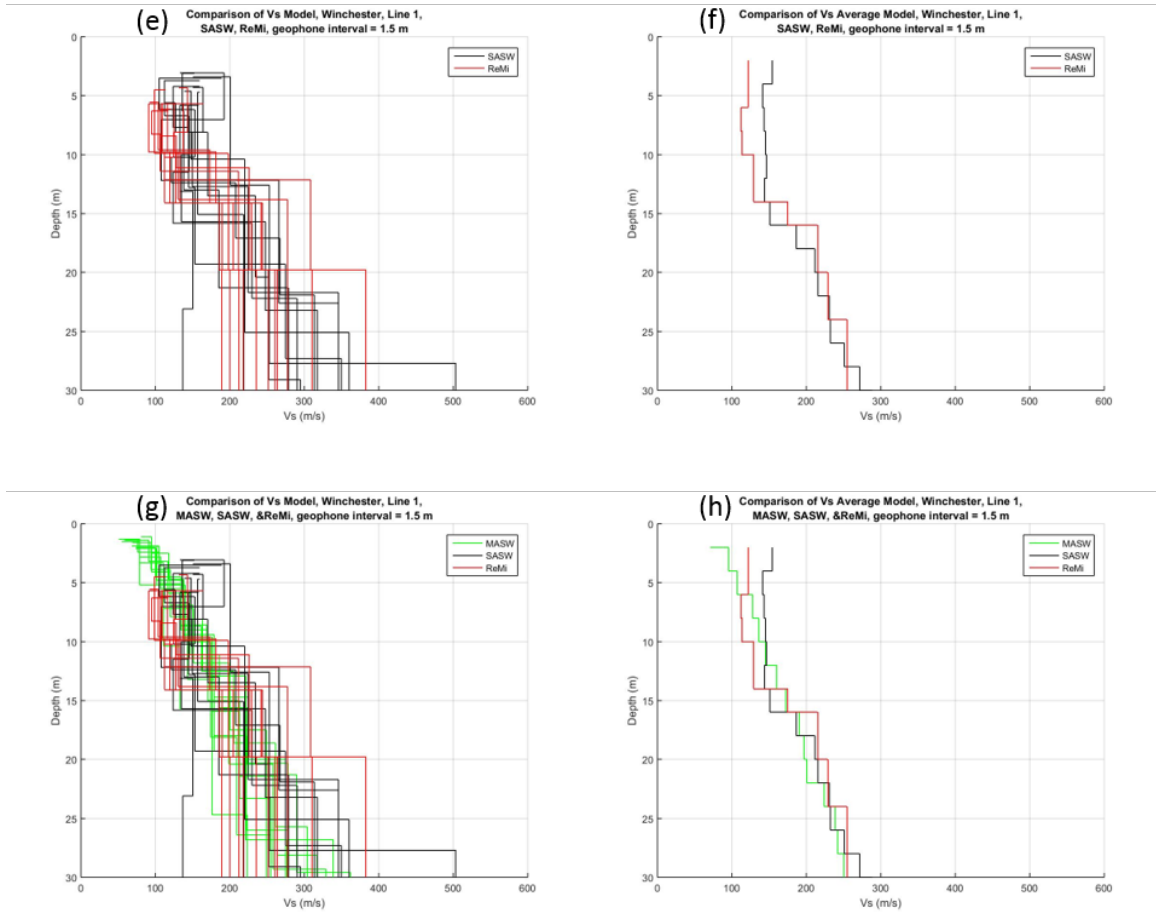 (e)
Comparison of Vs Model, Winchester, Line 1,
SASW, ReMi, geophone interval = 1.5 m
SASW
ReMi
0
5
10
15
20
25
30
Depth (m)
0 100 200 300 400 500 600
Vs (m/s)
(f)
Comparison of Vs Average Model, Winchester, Line 1,
SASW, ReMi, geophone interval = 1.5 m
SASW
ReMi
0
5
10
15
20
25
30
Depth (m)
0 100 200 300 400 500 600
Vs (m/s)
(g)
Comparison of Vs Model, Winchester, Line 1,
MASW, SASW, &ReMi, geophone interval = 1.5 m
MASW
SASW
ReMi
0
5
10
15
20
25
30
Depth (m)
0 100 200 300 400 500 600
Vs (m/s)
(h)
Comparison of Vs Average Model, Winchester, Line 1,
MASW, SASW, &ReMi, geophone interval = 1.5 m
MASW
SASW
ReMi
0
5
10
15
20
25
30
Depth (m)
0 100 200 300 400 500 600
Vs (m/s)